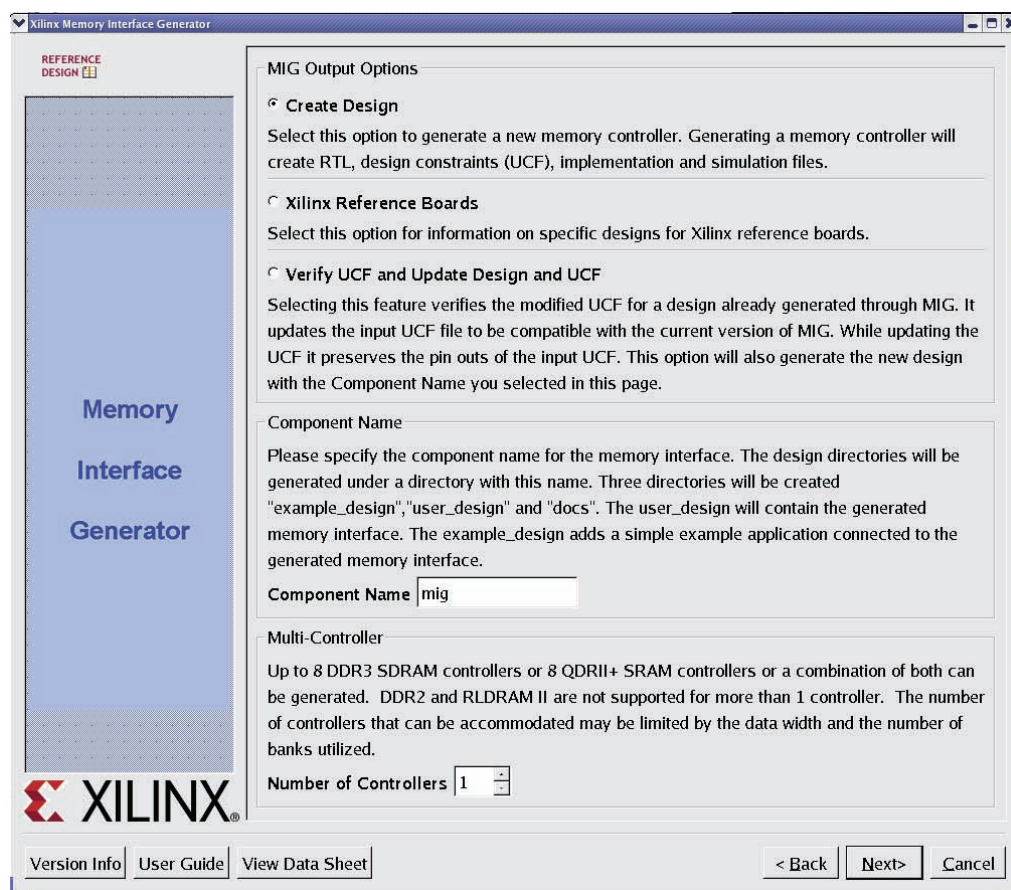 Xilinx Memory Interface Generator
REFERENCE
DESIGN
Memory
Interface
Generator
XILINX®
MIG Output Options
Create Design
Select this option to generate a new memory controller. Generating a memory controller will
create RTL, design constraints (UCF), implementation and simulation files.
Xilinx Reference Boards
Select this option for information on specific designs for Xilinx reference boards.
Verify UCF and Update Design and UCF
Selecting this feature verifies the modified UCF for a design already generated through MIG. It
updates the input UCF file to be compatible with the current version of MIG. While updating the
UCF it preserves the pin outs of the input UCF. This option will also generate the new design
with the Component Name you selected in this page.
Component Name
Please specify the component name for the memory interface. The design directories will be
generated under a directory with this name. Three directories will be created
"example_design","user_design" and "docs". The user_design will contain the generated
memory interface. The example_design adds a simple example application connected to the
generated memory interface.
Component Name mig
Multi-Controller
Up to 8 DDR3 SDRAM controllers or 8 QDRII+ SRAM controllers or a combination of both can
be generated. DDR2 and RLDRAM II are not supported for more than 1 controller. The number
of controllers that can be accommodated may be limited by the data width and the number of
banks utilized.
Number of Controllers 1
Version Info User Guide View Data Sheet < Back Next> Cancel